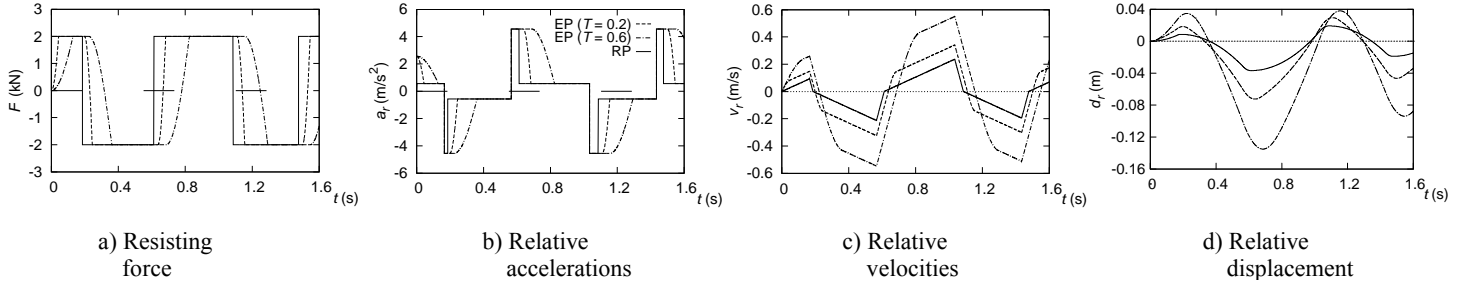 3
2
1
0
-1
-2
-3
F (kN)
0 0.4 0.8 1.2 1.6
t (s)
a) Resisting
force
6
4
2
0
-2
-4
-6
a_r (m/s²)
EP (T = 0.2)
EP (T = 0.6)
RP
0 0.4 0.8 1.2 1.6
t (s)
b) Relative
accelerations
0.6
0.4
0.2
0
-0.2
-0.4
-0.6
v_r (m/s)
0 0.4 0.8 1.2 1.6
t (s)
c) Relative
velocities
0.04
0
-0.04
-0.08
-0.12
-0.16
d_r (m)
0 0.4 0.8 1.2 1.6
t (s)
d) Relative
displacement